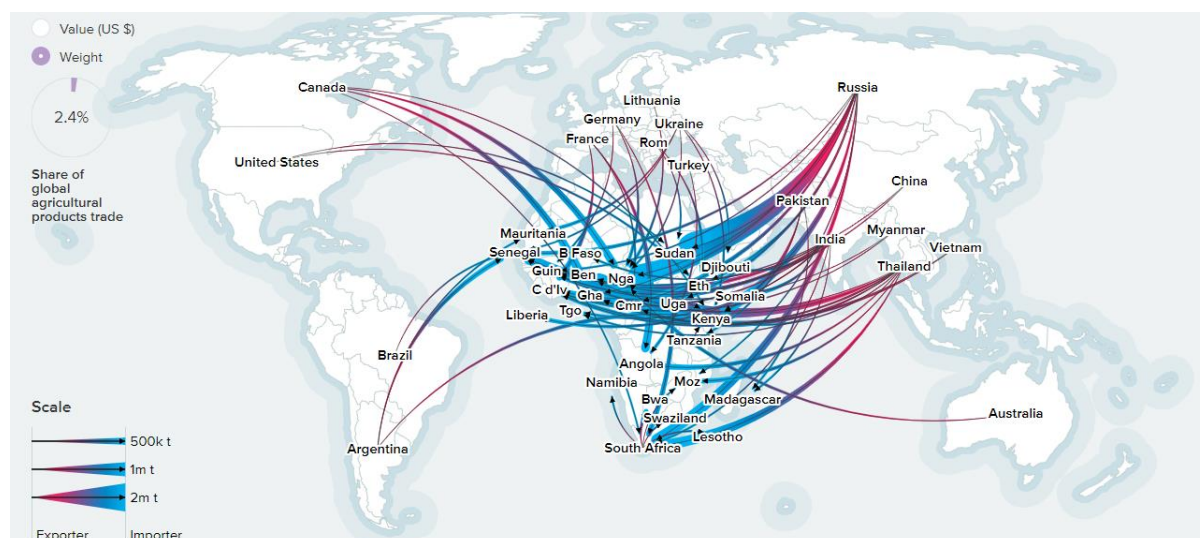 Value (US $)
Weight
2.4%
Share of
global
agricultural
products trade
Canada
Russia
Lithuania
Germany
Ukraine
France
Rom
United States
Turkey
China
Pakistan
Mauritania
Myanmar
India
Senegal
B Faso
Sudan
Vietnam
Djibouti
Thailand
Guin
Ben
Nga
Eth
C d'Iv
Gha
Cmr
Uga
Somalia
Liberia
Tgo
Kenya
Tanzania
Brazil
Angola
Namibia
Moz
Bwa
Madagascar
Swaziland
Australia
Lesotho
Argentina
South Africa
Scale
500k t
1m t
2m t
Exporter
Importer